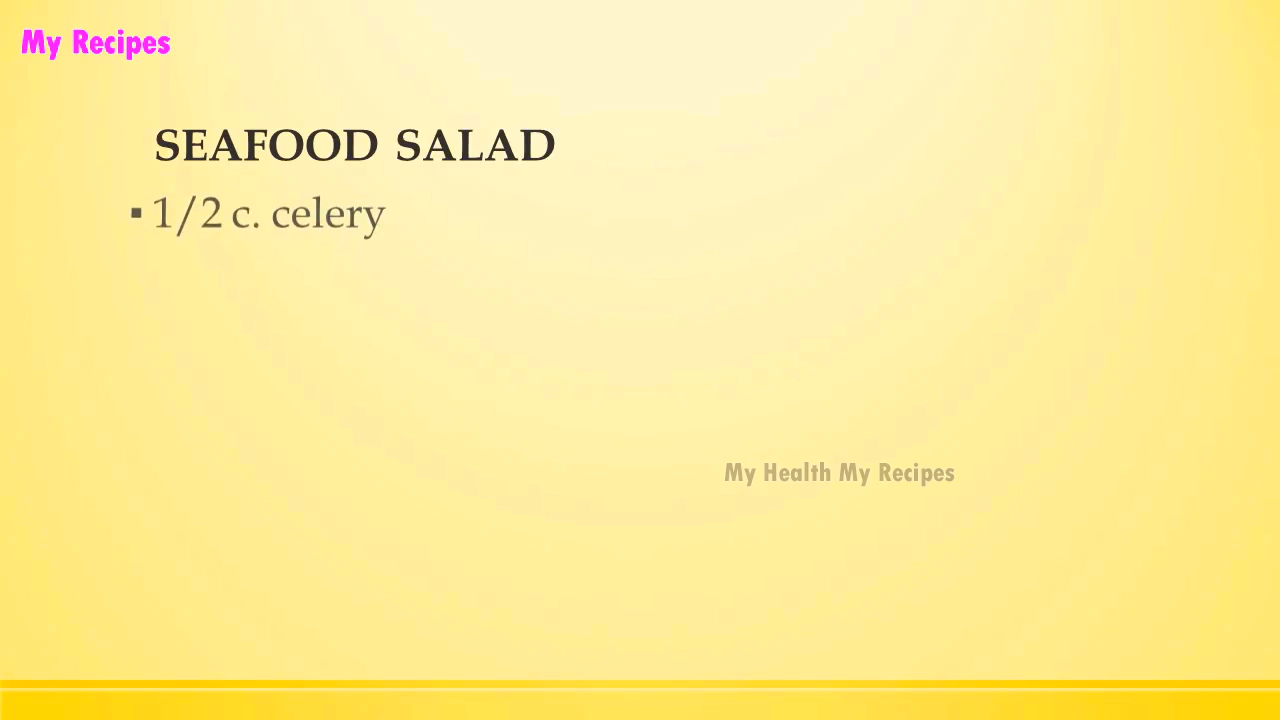 My Recipes
SEAFOOD SALAD
▪ 1/2 c. celery
My Health My Recipes